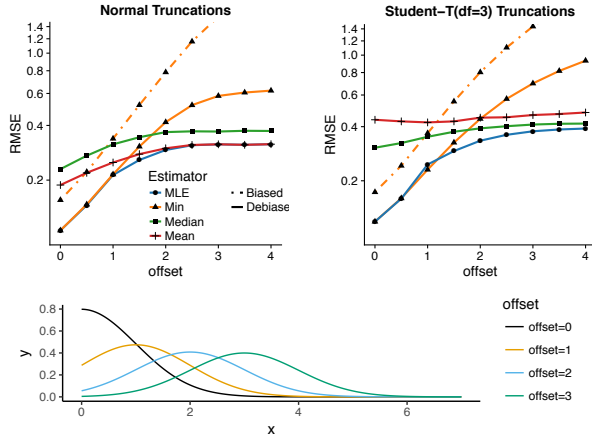 Normal Truncations
1.4
1.2
1.0
0.8
0.6
0.4
0.2
RMSE
0
1
2
3
4
offset
Estimator
MLE
Min
Median
Mean
Biased
Debiase
Student-T(df=3) Truncations
1.4
1.2
1.0
0.8
0.6
0.4
0.2
RMSE
0
1
2
3
4
offset
0.8
0.6
0.4
0.2
0.0
y
0
2
4
6
x
offset
offset=0
offset=1
offset=2
offset=3